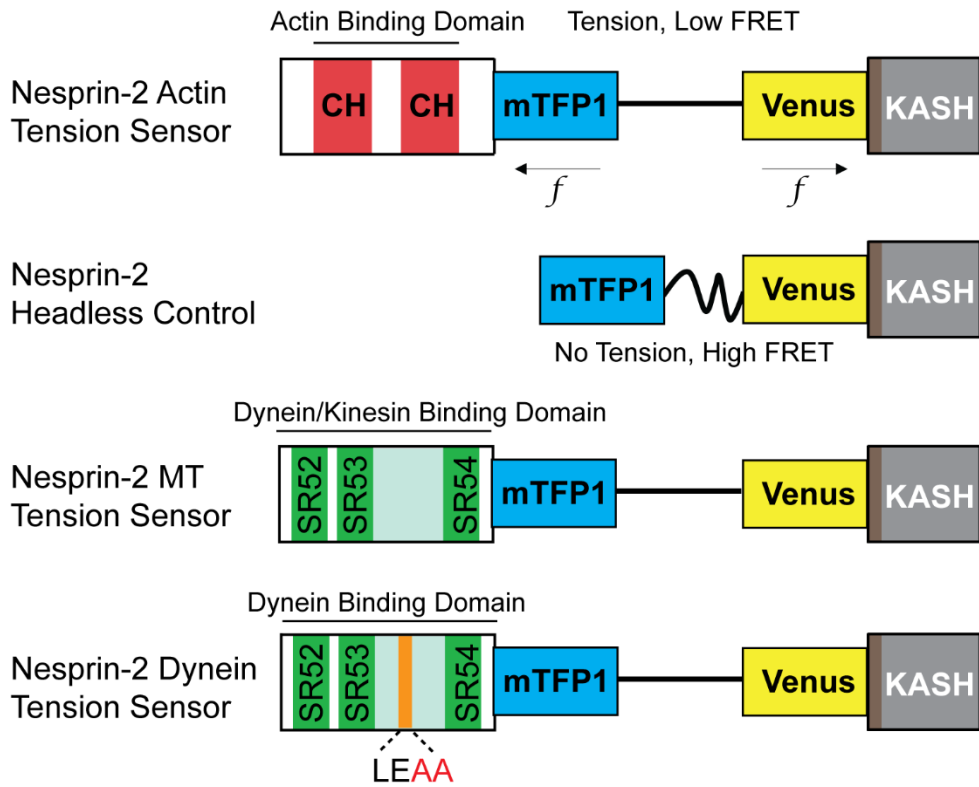 Actin Binding Domain
Tension, Low FRET
Nesprin-2 Actin
Tension Sensor
CH
CH
mTFP1
Venus
KASH
f
f
Nesprin-2
Headless Control
mTFP1
Venus
KASH
No Tension, High FRET
Dynein/Kinesin Binding Domain
Nesprin-2 MT
Tension Sensor
SR52
SR53
SR54
mTFP1
Venus
KASH
Dynein Binding Domain
Nesprin-2 Dynein
Tension Sensor
SR52
SR53
SR54
mTFP1
Venus
KASH
LEAA